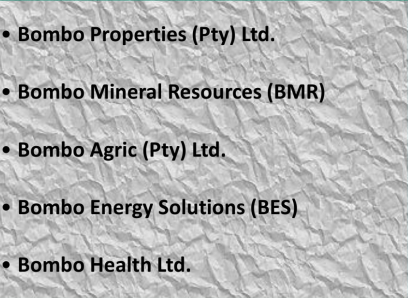 • Bombo Properties (Pty) Ltd.
• Bombo Mineral Resources (BMR)
• Bombo Agric (Pty) Ltd.
• Bombo Energy Solutions (BES)
• Bombo Health Ltd.